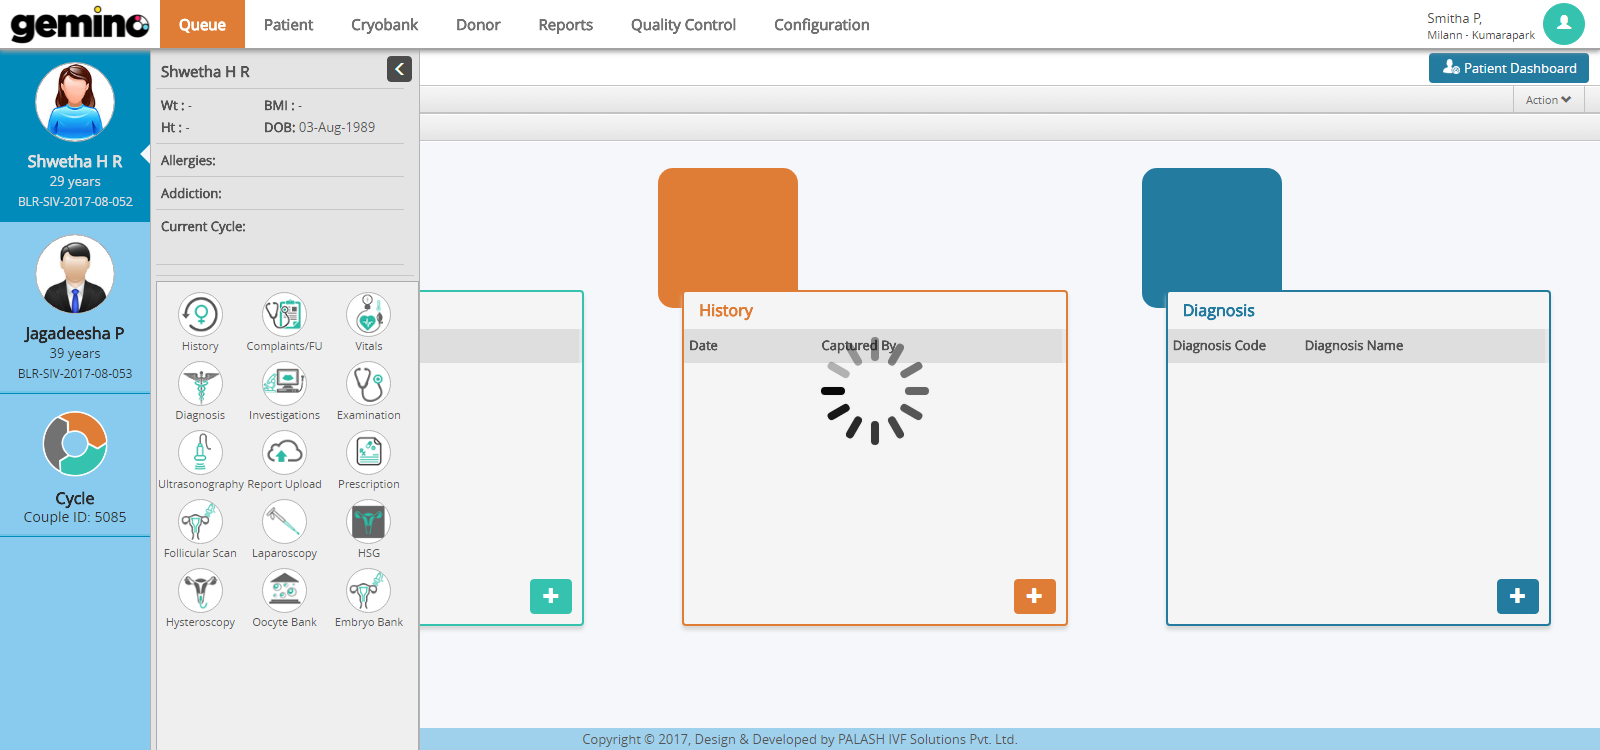 gemino
Queue
Patient
Cryobank
Donor
Reports
Quality Control
Configuration
Smitha P,
Milann - Kumarapark
Patient Dashboard
Action
Shwetha H R
29 years
BLR-SIV-2017-08-052
Jagadeesha P
39 years
BLR-SIV-2017-08-053
Cycle
Couple ID: 5085
Shwetha H R
Wt : -
BMI : -
Ht : -
DOB: 03-Aug-1989
Allergies:
Addiction:
Current Cycle:
History
Complaints/FU
Vitals
Diagnosis
Investigations
Examination
Ultrasonography
Report Upload
Prescription
Follicular Scan
Laparoscopy
HSG
Hysteroscopy
Oocyte Bank
Embryo Bank
History
Date
Captured By
Diagnosis
Diagnosis Code
Diagnosis Name
Copyright © 2017, Design & Developed by PALASH IVF Solutions Pvt. Ltd.